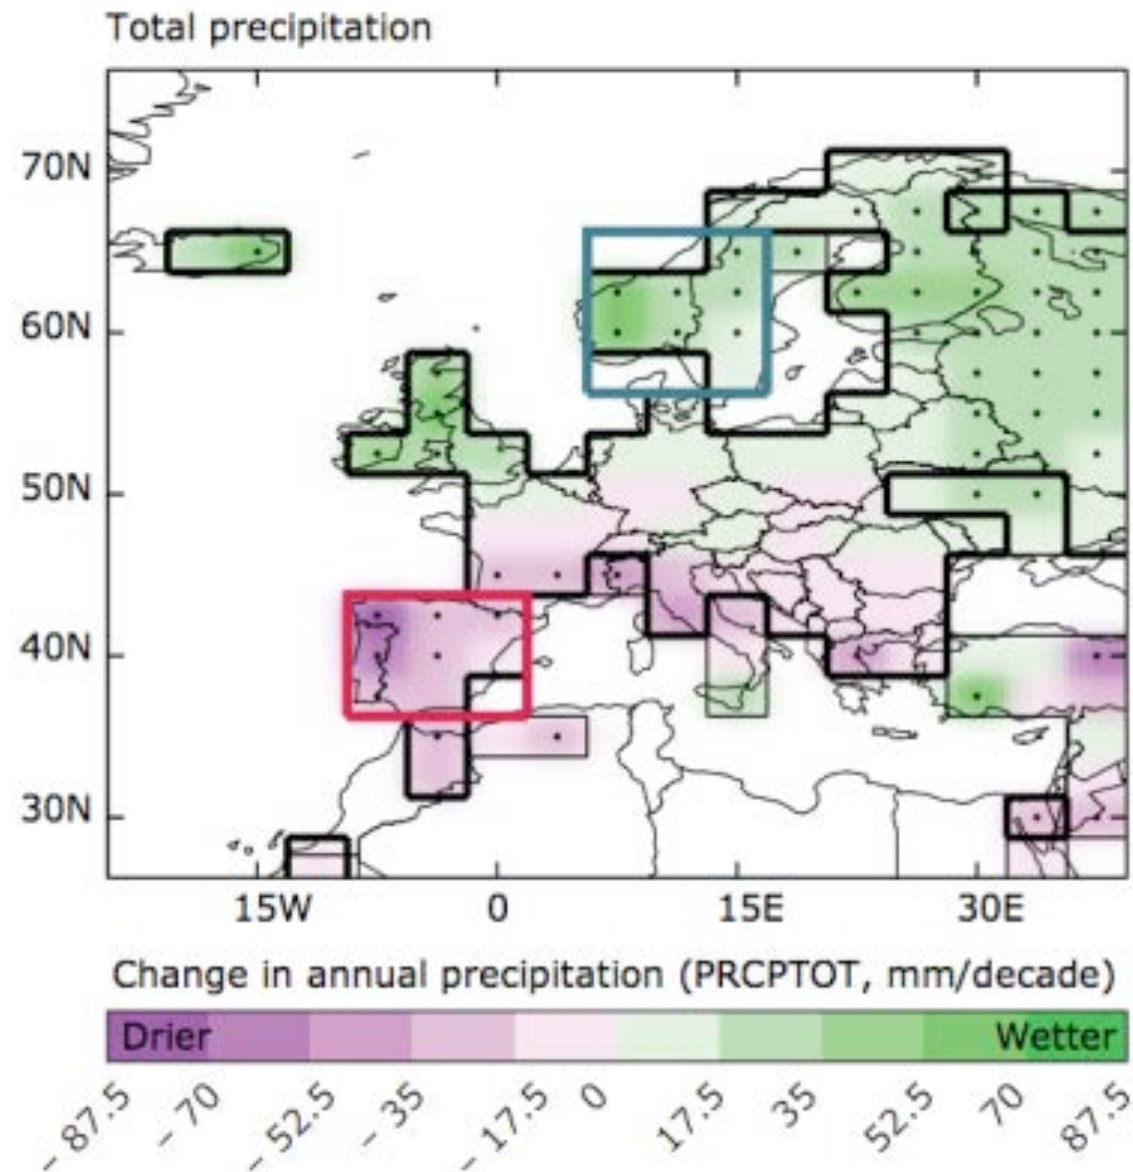 Total precipitation
70N
60N
50N
40N
30N
15W 0 15E 30E
Change in annual precipitation (PRCPTOT, mm/decade)
Drier Wetter
– 87.5 – 70 – 52.5 – 35 – 17.5 0 17.5 35 52.5 70 87.5